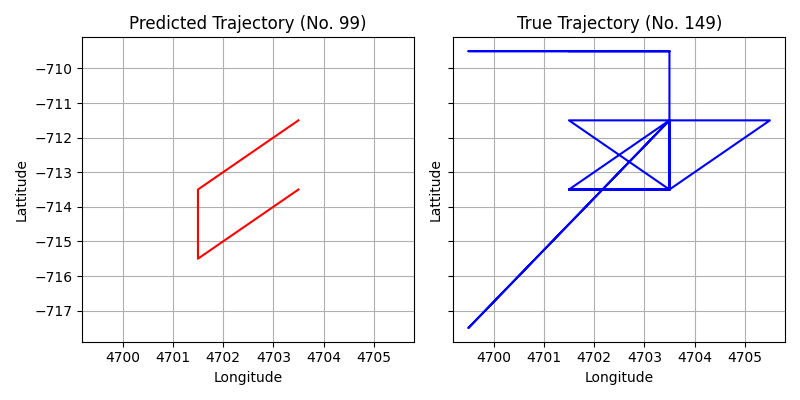 Predicted Trajectory (No. 99)
−710
−711
−712
−713
−714
−715
−716
−717
Lattitude
4700 4701 4702 4703 4704 4705
Longitude
True Trajectory (No. 149)
Lattitude
4700 4701 4702 4703 4704 4705
Longitude